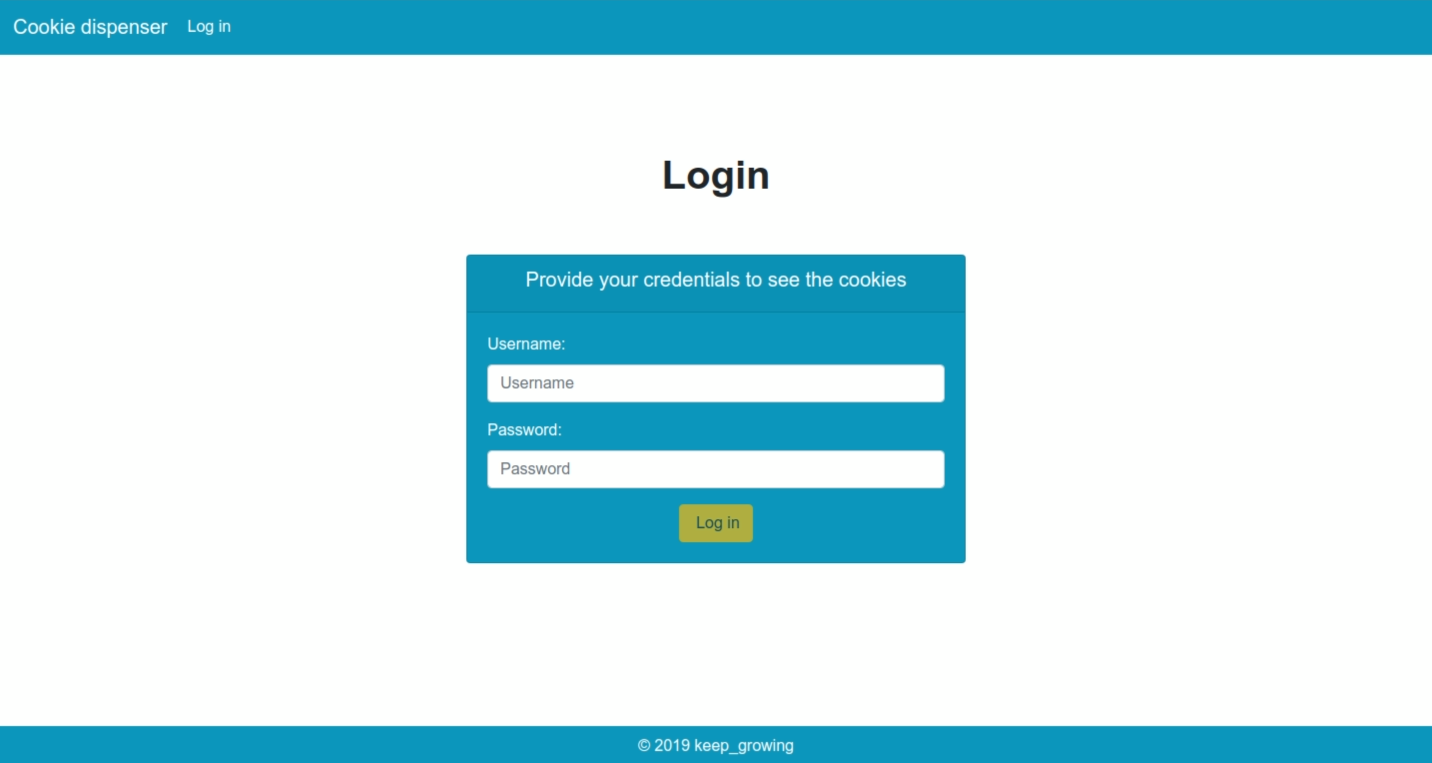 Cookie dispenser Log in
Login
Provide your credentials to see the cookies
Username:
Username
Password:
Password
Log in
© 2019 keep_growing